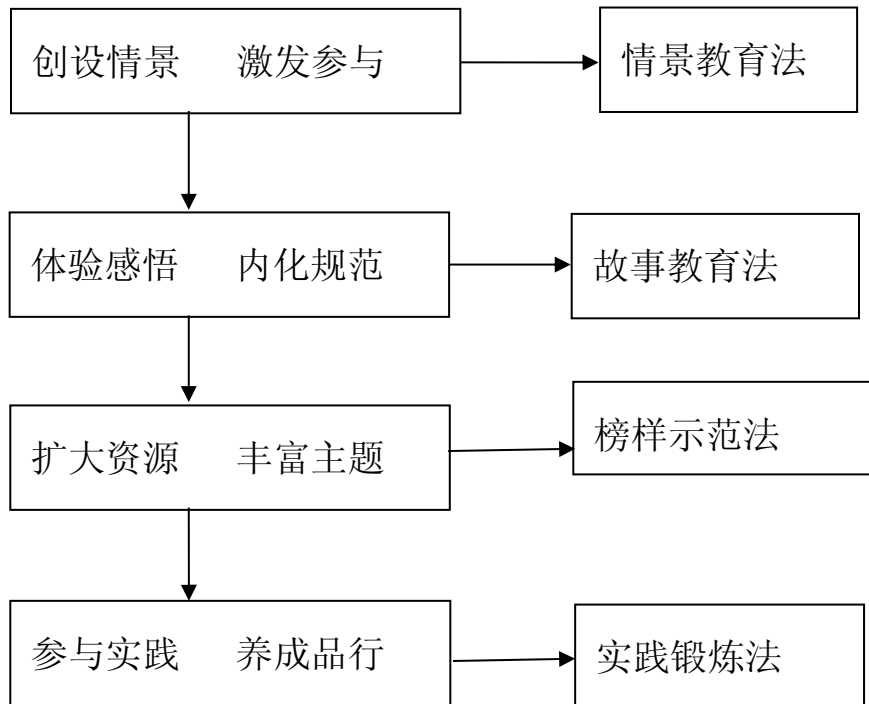 创设情景 激发参与 情景教育法
体验感悟 内化规范 故事教育法
扩大资源 丰富主题 榜样示范法
参与实践 养成品行 实践锻炼法